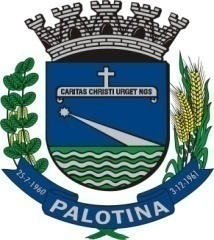 CARITAS CHRISTI URGET NOS
25-7-1960
PALOTINA
3-12-1961